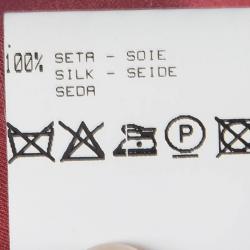 100% SETA - SOIE
SILK - SEIDE
SEDA
P